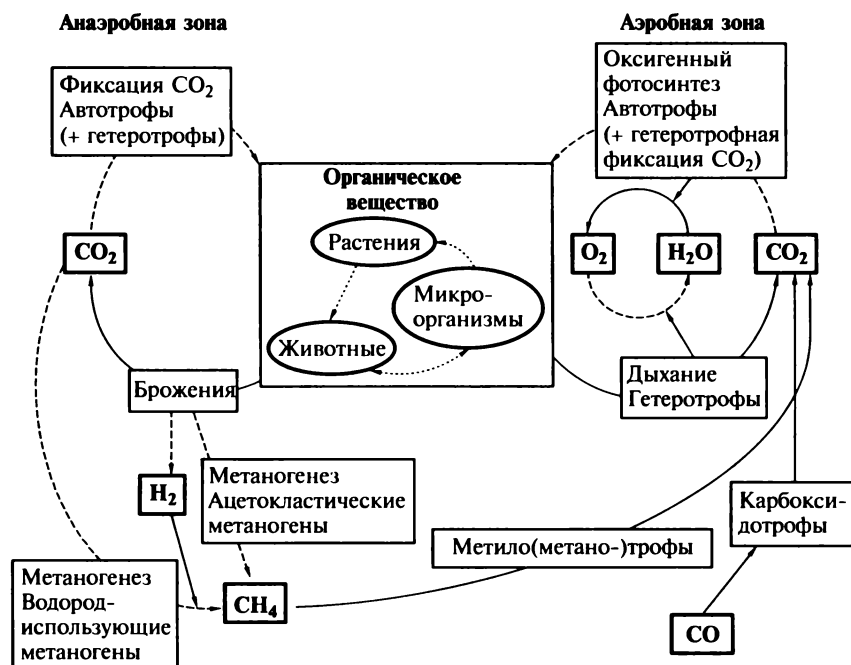 Анаэробная зона
Аэробная зона
Фиксация CO₂
Автотрофы
(+ гетеротрофы)
Оксигенный
фотосинтез
Автотрофы
(+ гетеротрофная
фиксация CO₂)
Органическое
вещество
Растения
Микро-
организмы
Животные
CO₂
O₂
H₂O
CO₂
Брожения
Дыхание
Гетеротрофы
H₂
Метаногенез
Ацетокластические
метаногены
Карбокси-
дотрофы
Метило(метано-)трофы
Метаногенез
Водород-
использующие
метаногены
CH₄
CO